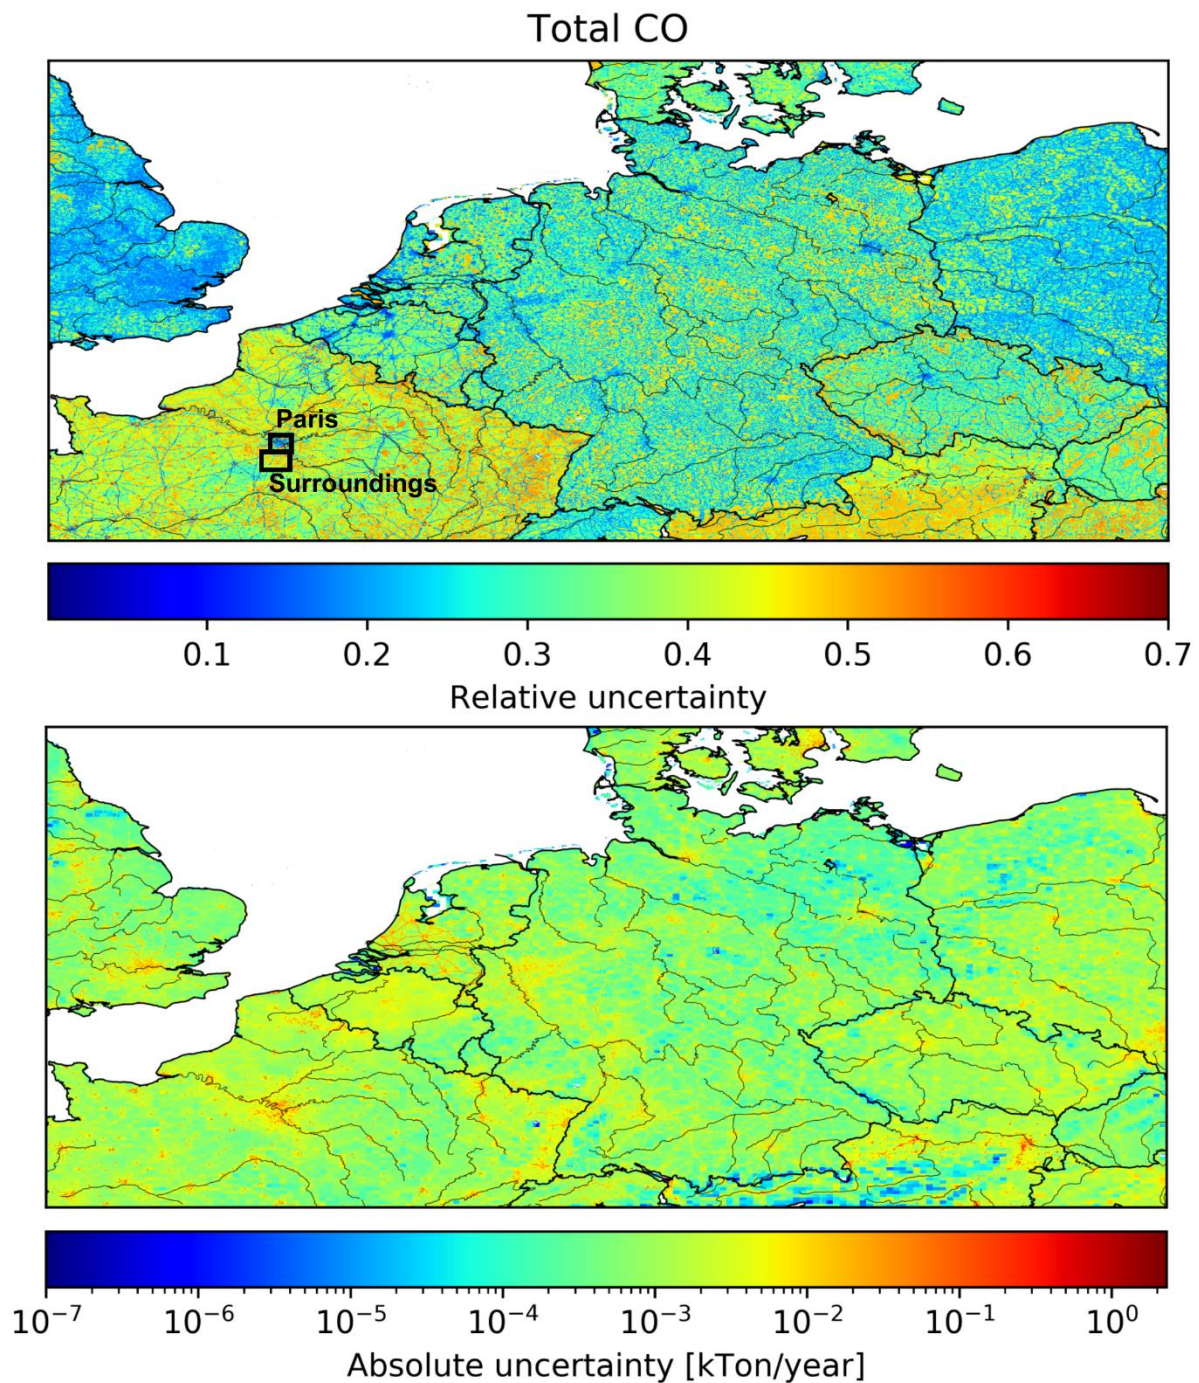 Total CO
Paris
Surroundings
0.1 0.2 0.3 0.4 0.5 0.6 0.7
Relative uncertainty
10⁻⁷ 10⁻⁶ 10⁻⁵ 10⁻⁴ 10⁻³ 10⁻² 10⁻¹ 10⁰
Absolute uncertainty [kTon/year]